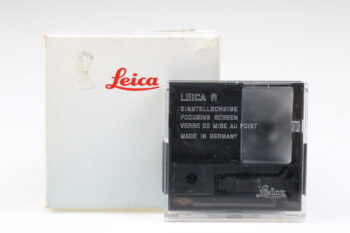 Leica
LEICA R
EINSTELLSCHEIBE
FOCUSING SCREEN
VERRE DE MISE AU POINT
MADE IN GERMANY
Leica